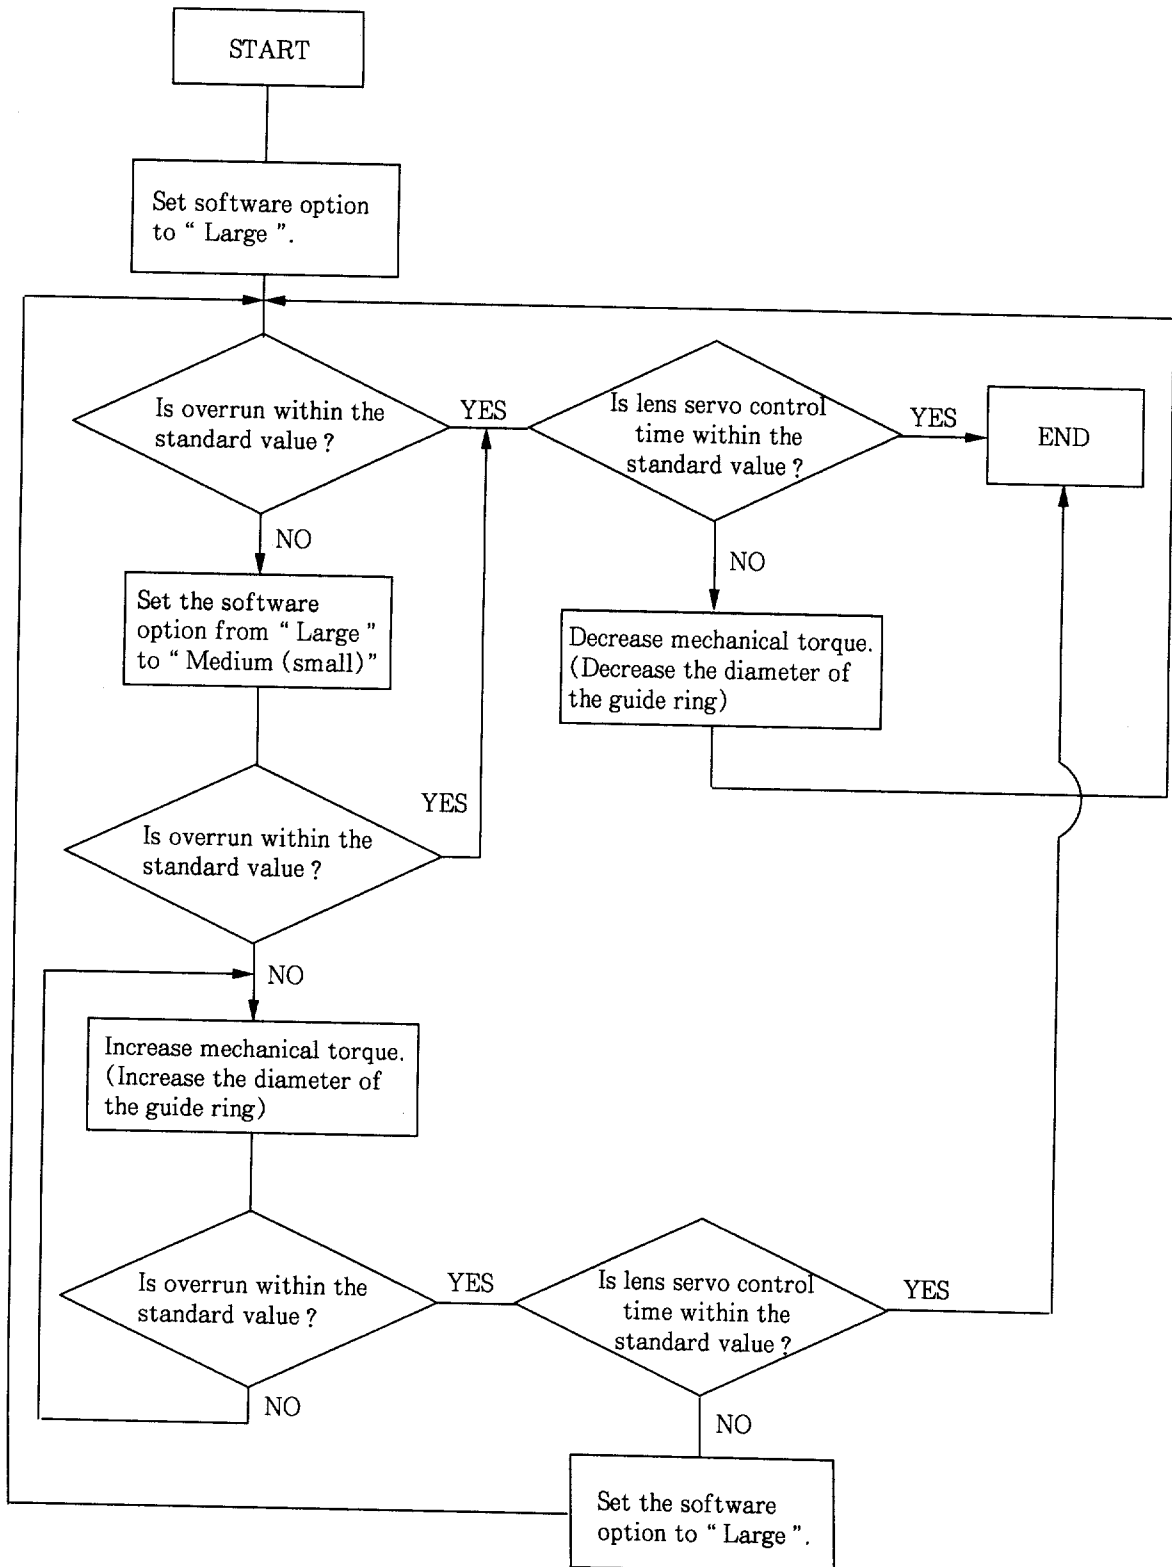 START
Set software option
to “ Large ”.
Is overrun within the
standard value ?
YES
Is lens servo control
time within the
standard value ?
YES
END
NO
Set the software
option from “ Large ”
to “ Medium (small)”
NO
Decrease mechanical torque.
(Decrease the diameter of
the guide ring)
YES
Is overrun within the
standard value ?
NO
Increase mechanical torque.
(Increase the diameter of
the guide ring)
Is overrun within the
standard value ?
YES
Is lens servo control
time within the
standard value ?
YES
NO
NO
Set the software
option to “ Large ”.